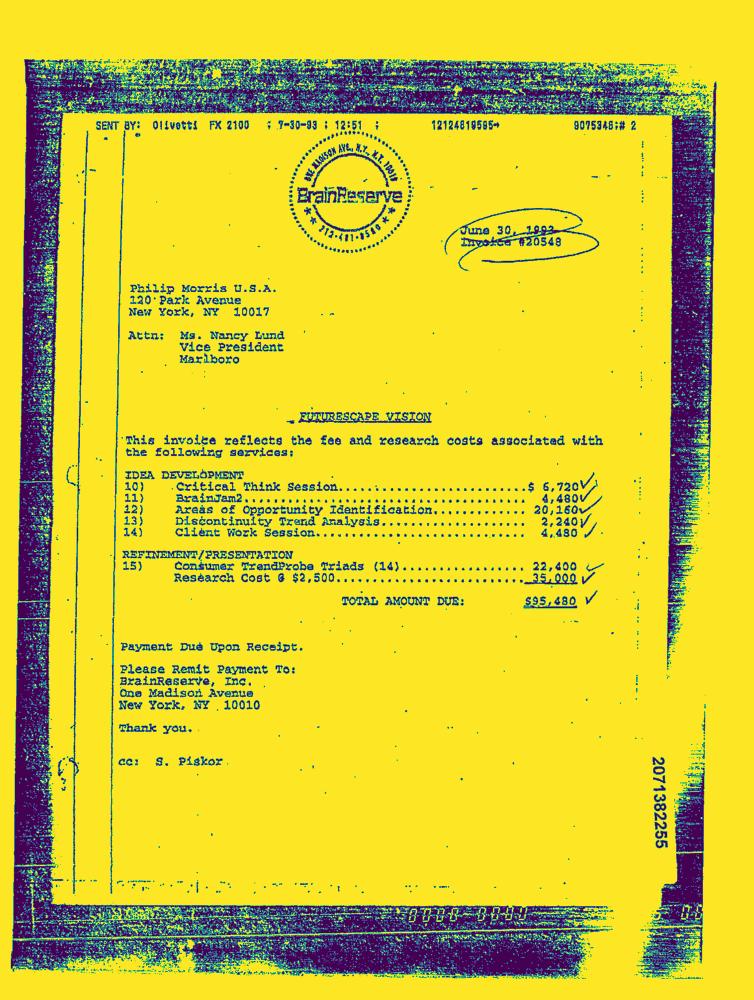 SENT BY: Olivetti FX 2100 ; 7-30-93 ; 12:51 ; 12124819595→ 9075348;# 2
ONE MADISON AVE., N.Y., N.Y. 10010
BrainReserve
June 30, 1993
Invoice #20548
Philip Morris U.S.A.
120 Park Avenue
New York, NY 10017
Attn: Ms. Nancy Lund
Vice President
Marlboro
FUTURESCAPE VISION
This invoice reflects the fee and research costs associated with
the following services:
IDEA DEVELOPMENT
10) Critical Think Session..............................$ 6,720
11) BrainJam2............................................ 4,480
12) Areas of Opportunity Identification.............. 20,160
13) Discontinuity Trend Analysis...................... 2,240
14) Client Work Session................................ 4,480
REFINEMENT/PRESENTATION
15) Consumer TrendProbe Triads (14)................... 22,400
Research Cost @ $2,500............................. 35,000
TOTAL AMOUNT DUE: $95,480
Payment Due Upon Receipt.
Please Remit Payment To:
BrainReserve, Inc.
One Madison Avenue
New York, NY 10010
Thank you.
cc: S. Piskor
2071382255